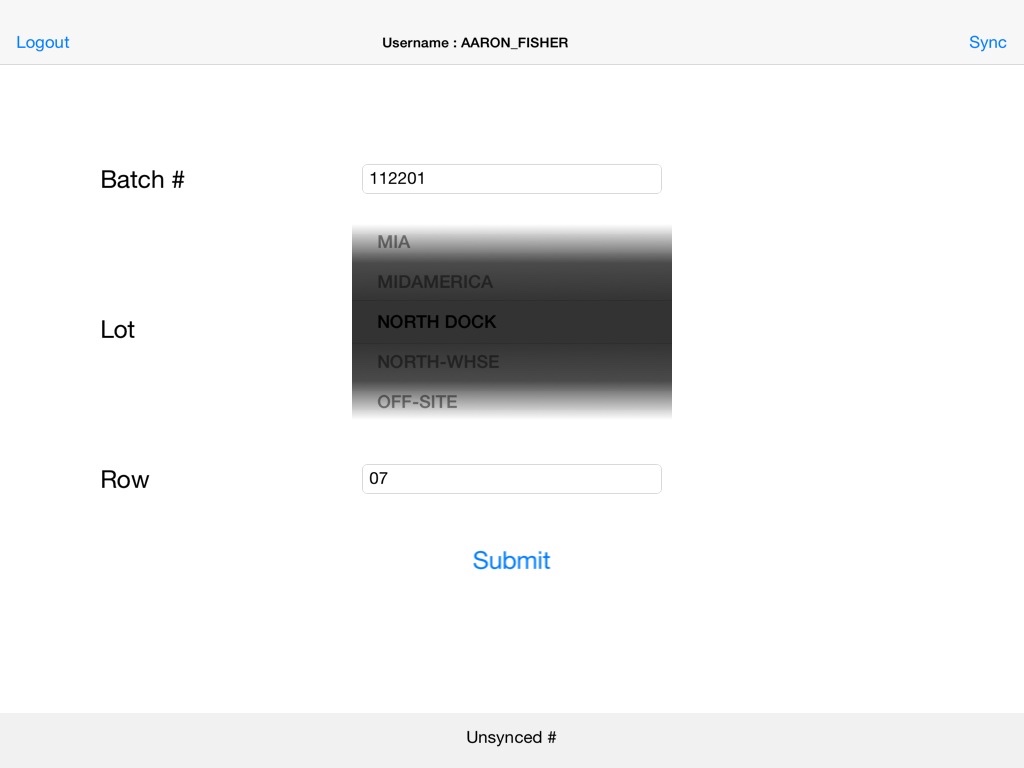 Logout Username : AARON_FISHER Sync
Batch # 112201
MIA
MIDAMERICA
Lot NORTH DOCK
NORTH-WHSE
OFF-SITE
Row 07
Submit
Unsynced #